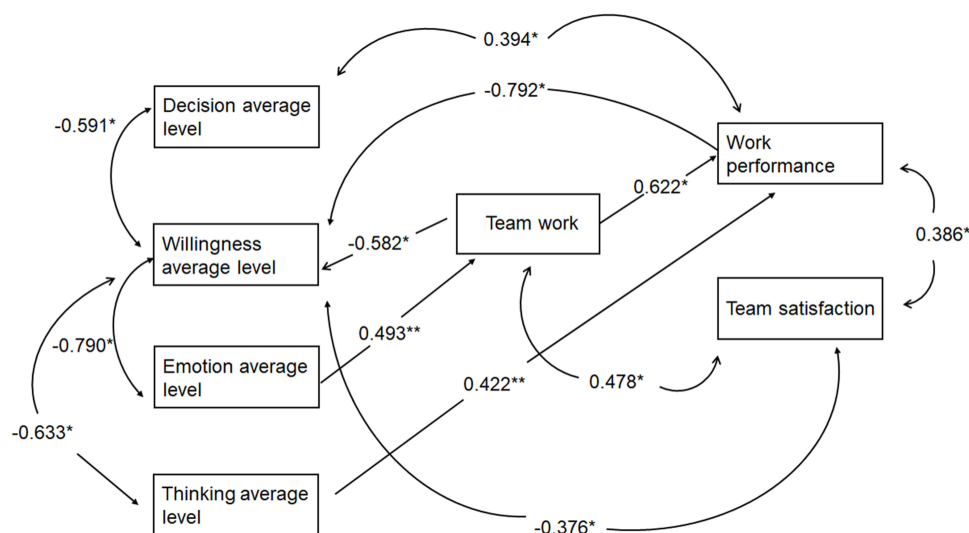 0.394*
-0.792*
Decision average
level
-0.591*
Work
performance
0.622*
Team work
Willingness
average level
-0.582*
0.386*
Team satisfaction
0.493**
-0.790*
Emotion average
level
0.422**
0.478*
-0.633*
Thinking average
level
-0.376*